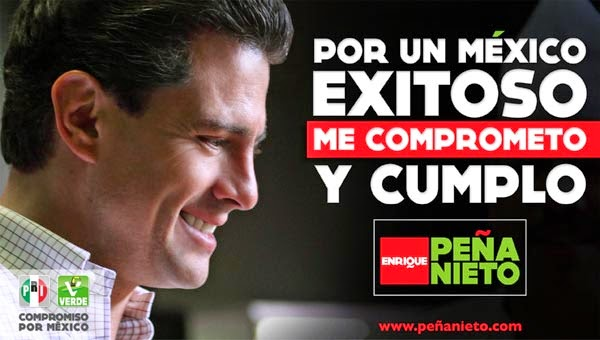 POR UN MÉXICO
EXITOSO
ME COMPROMETO
Y CUMPLO
ENRIQUE
PEÑA
NIETO
PRI
VERDE
COMPROMISO
POR MÉXICO
www.peñanieto.com